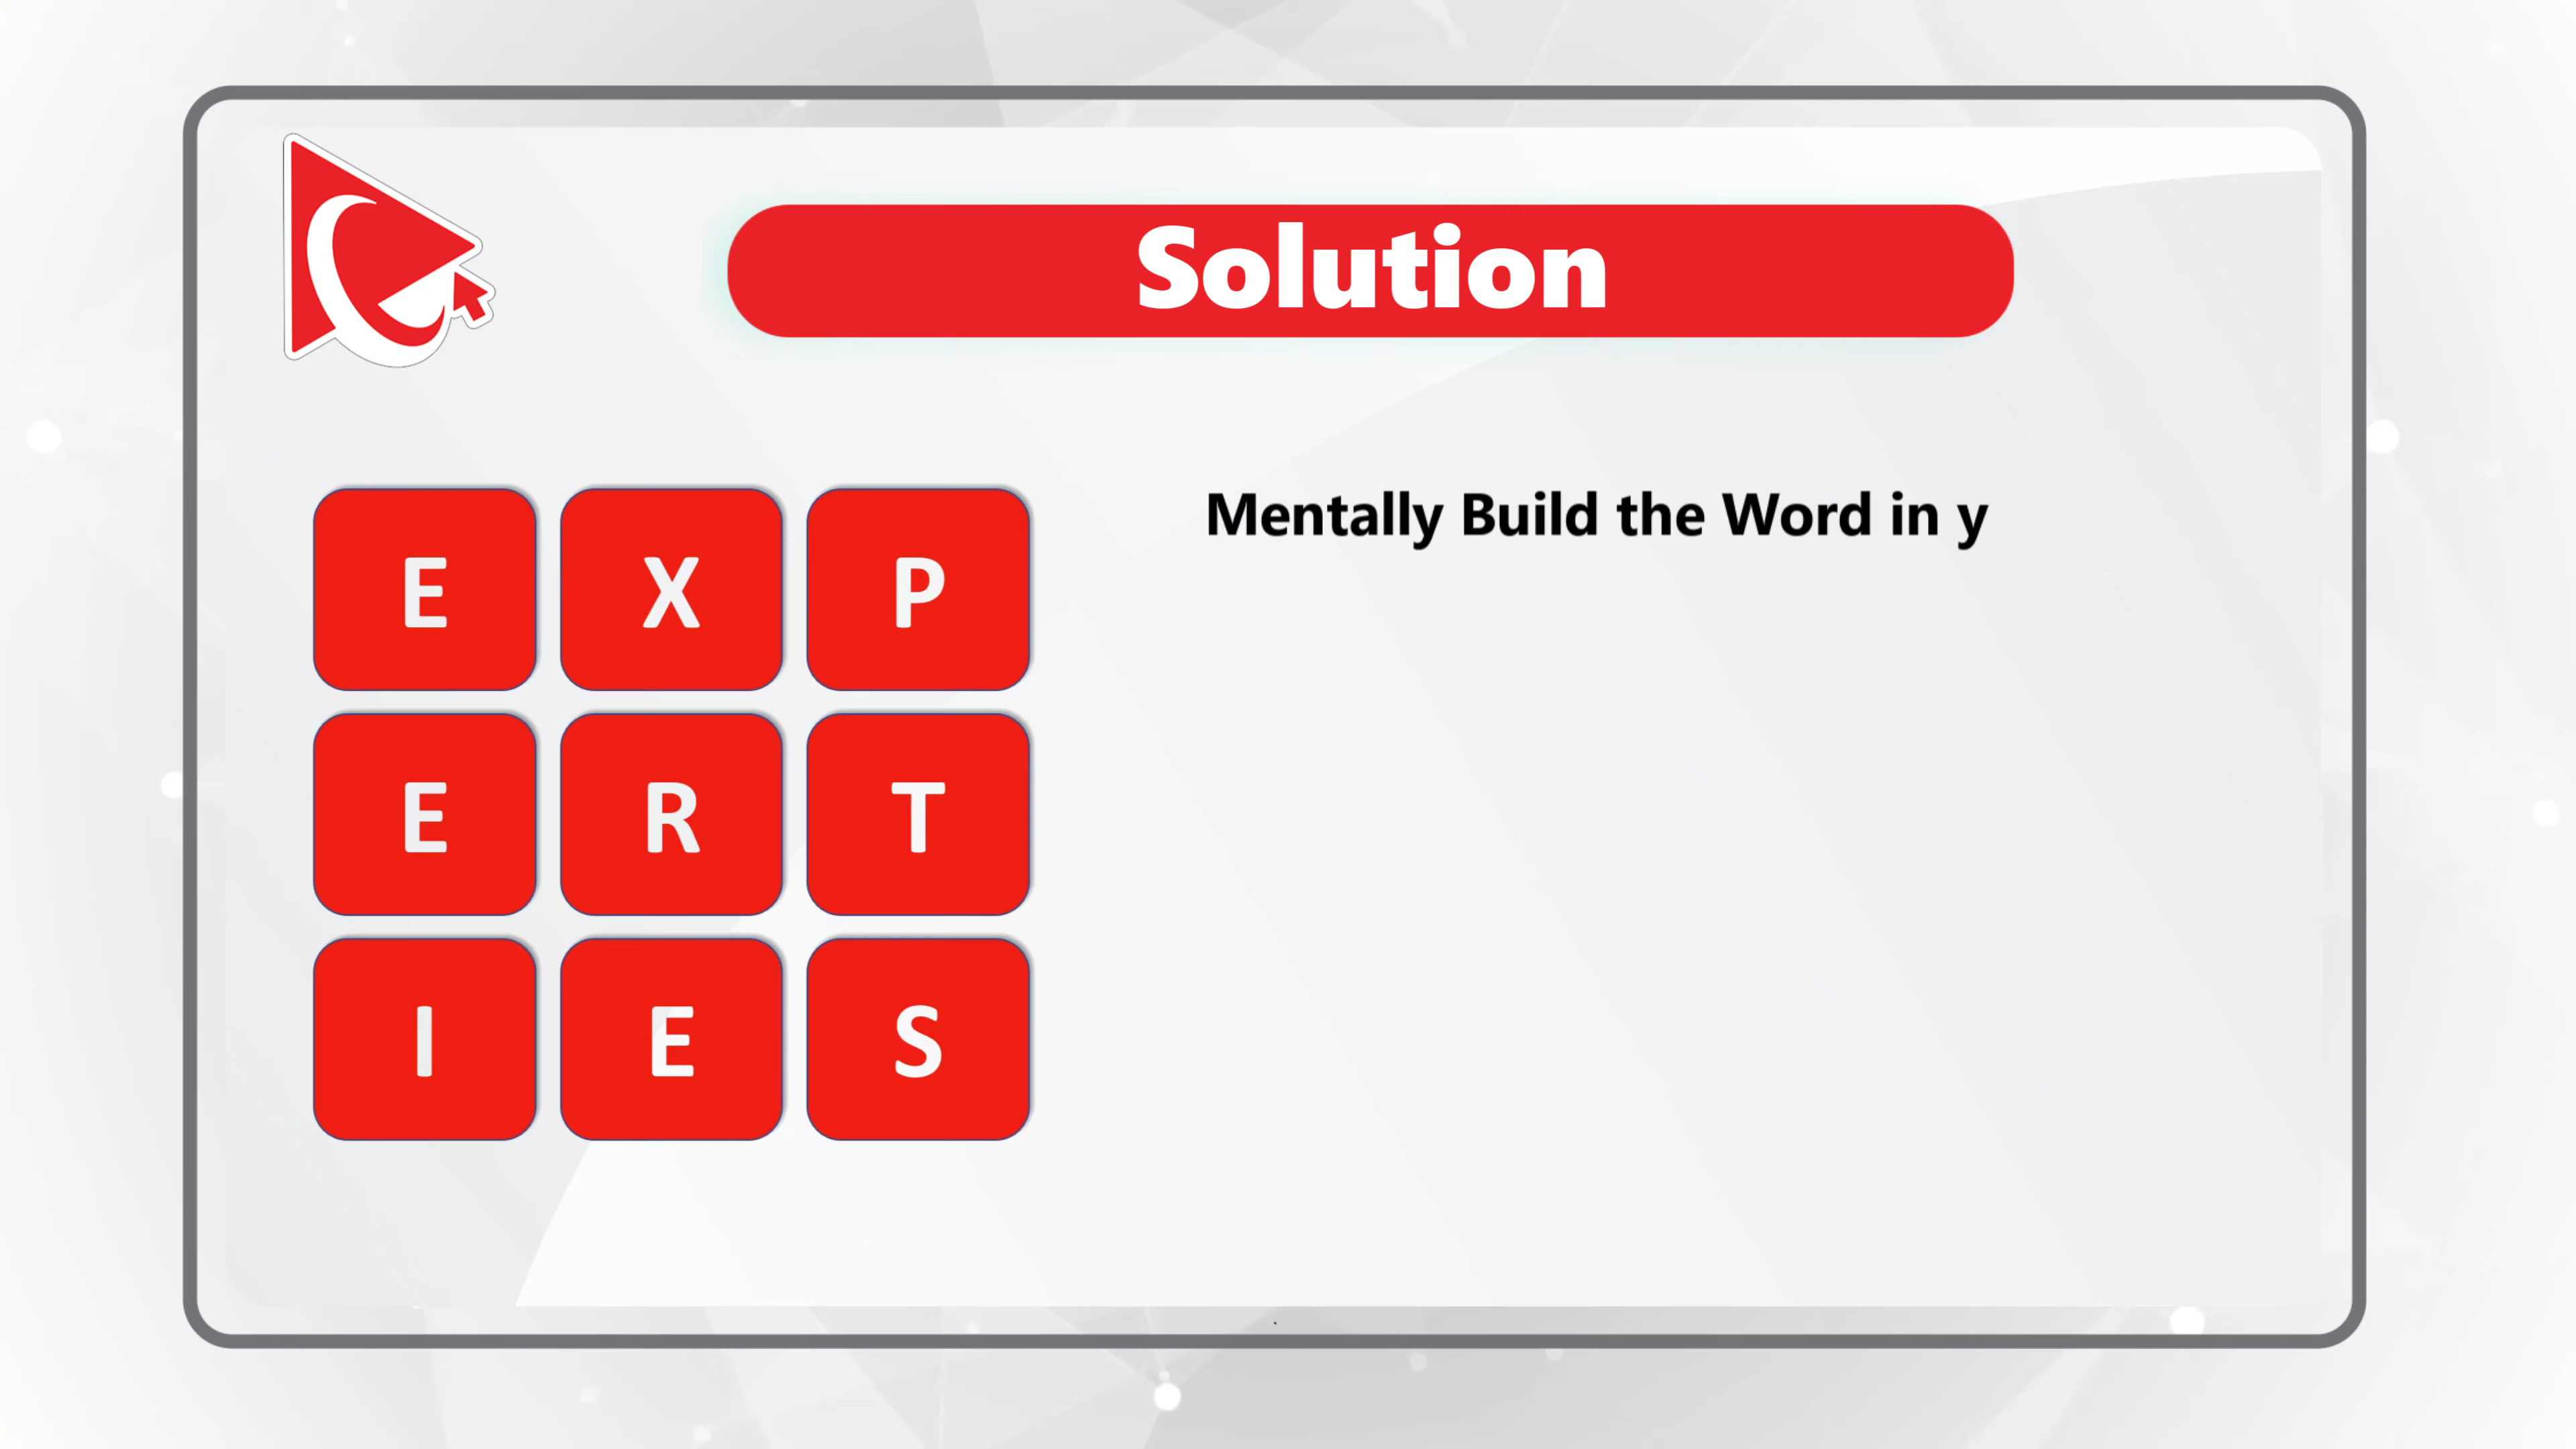 Solution
Mentally Build the Word in y
E X P
E R T
I E S